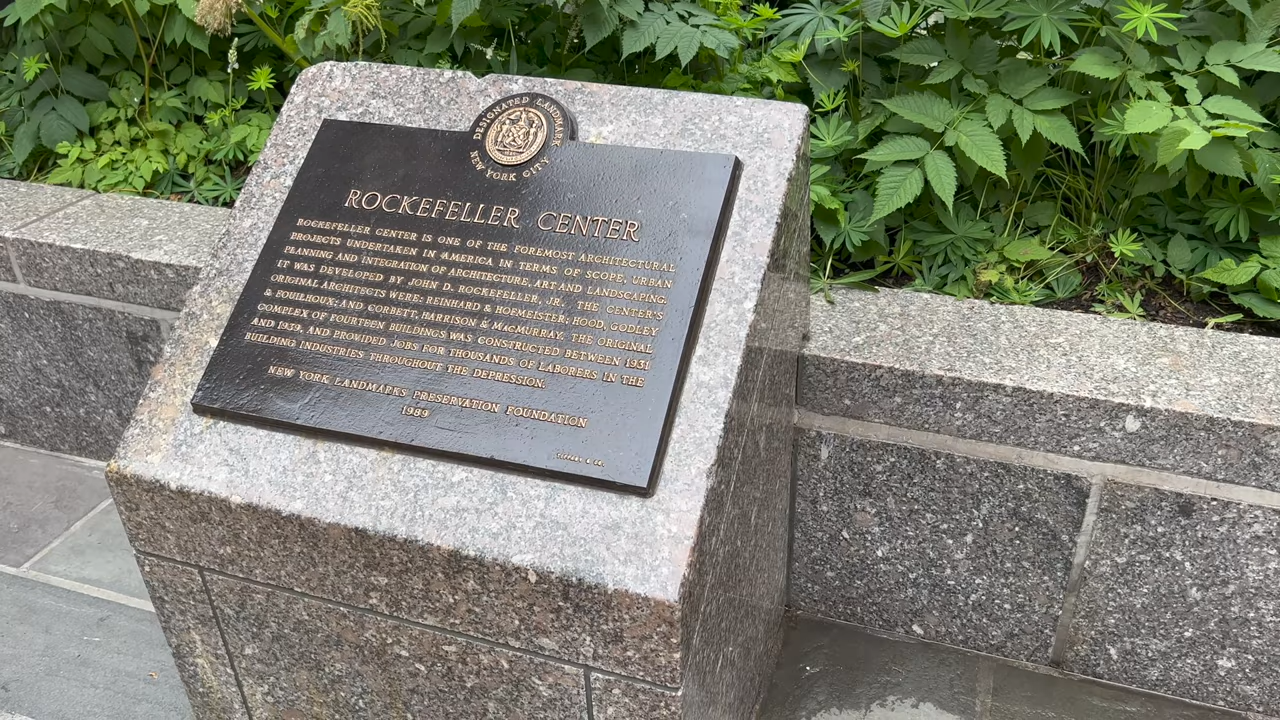 DESIGNATED LANDMARK
NEW YORK CITY
ROCKEFELLER CENTER
ROCKEFELLER CENTER IS ONE OF THE FOREMOST ARCHITECTURAL
PROJECTS UNDERTAKEN IN AMERICA IN TERMS OF SCOPE, URBAN
PLANNING AND INTEGRATION OF ARCHITECTURE, ART AND LANDSCAPING.
IT WAS DEVELOPED BY JOHN D. ROCKEFELLER, JR. THE CENTER'S
ORIGINAL ARCHITECTS WERE: REINHARD & HOFMEISTER; HOOD, GODLEY
& FOUILHOUX; AND CORBETT, HARRISON & MACMURRAY. THE ORIGINAL
COMPLEX OF FOURTEEN BUILDINGS WAS CONSTRUCTED BETWEEN 1931
AND 1939, AND PROVIDED JOBS FOR THOUSANDS OF LABORERS IN THE
BUILDING INDUSTRIES THROUGHOUT THE DEPRESSION.
NEW YORK LANDMARKS PRESERVATION FOUNDATION
1989
TIFFANY & CO.